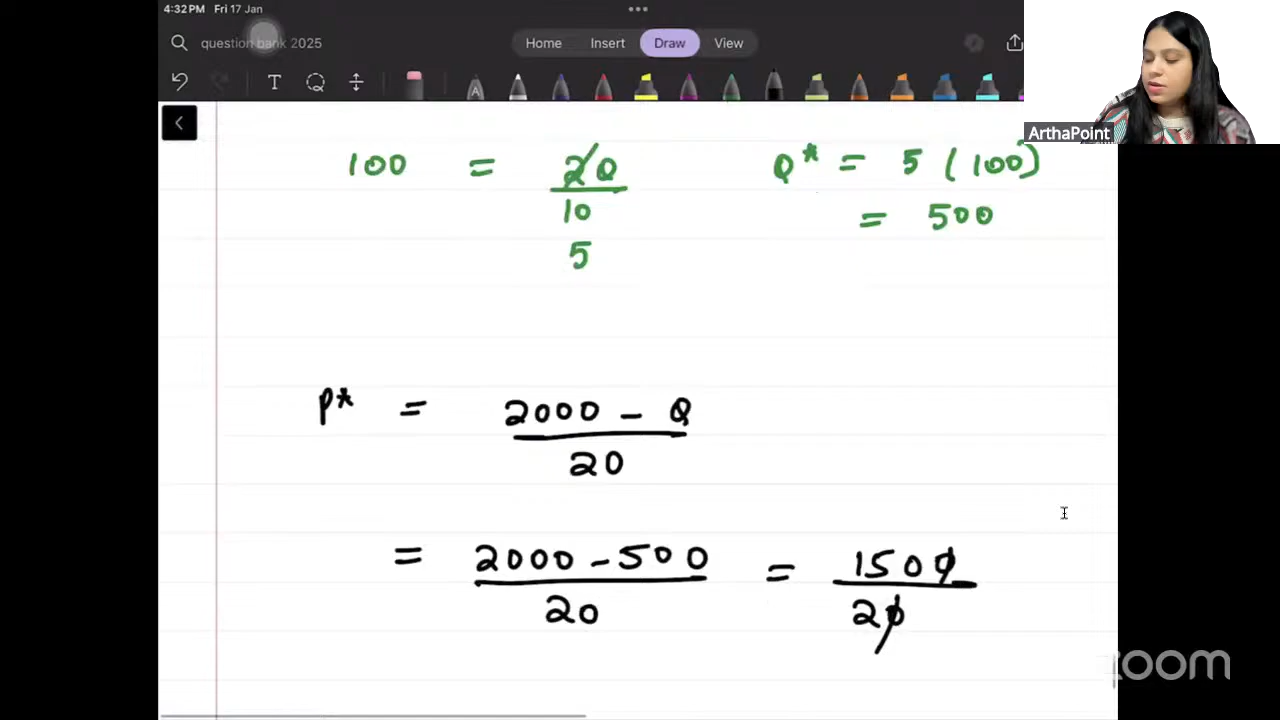 4:32 PM Fri 17 Jan
question bank 2025
Home Insert Draw View
T
A
ArthaPoint
100 = 2Q / 10
5
Q* = 5 (100)
= 500
P* = 2000 - Q / 20
= 2000 - 500 / 20 = 1500 / 20
zoom